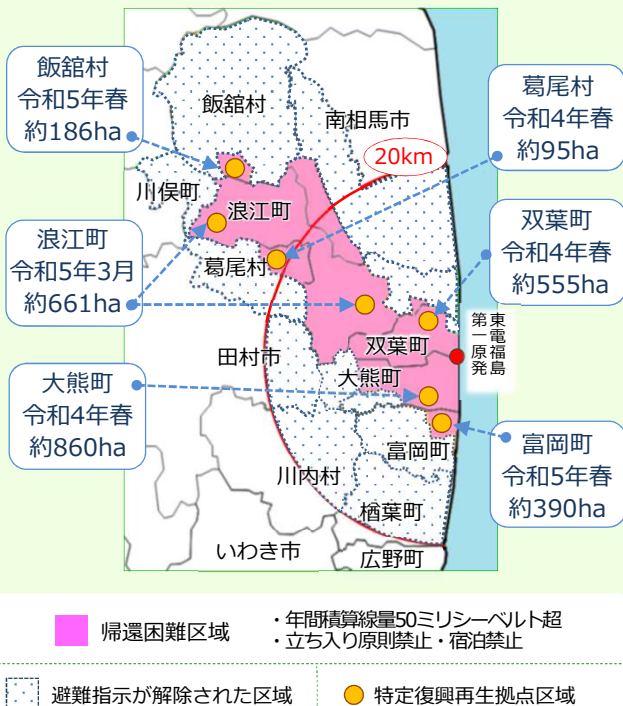 飯舘村
令和5年春
約186ha
飯舘村
南相馬市
20km
葛尾村
令和4年春
約95ha
川俣町
浪江町
浪江町
令和5年3月
約661ha
葛尾村
双葉町
令和4年春
約555ha
東電福島
第一原発
双葉町
田村市
大熊町
大熊町
令和4年春
約860ha
富岡町
富岡町
令和5年春
約390ha
川内村
楢葉町
いわき市
広野町
帰還困難区域
・年間積算線量50ミリシーベルト超
・立ち入り原則禁止・宿泊禁止
避難指示が解除された区域
特定復興再生拠点区域